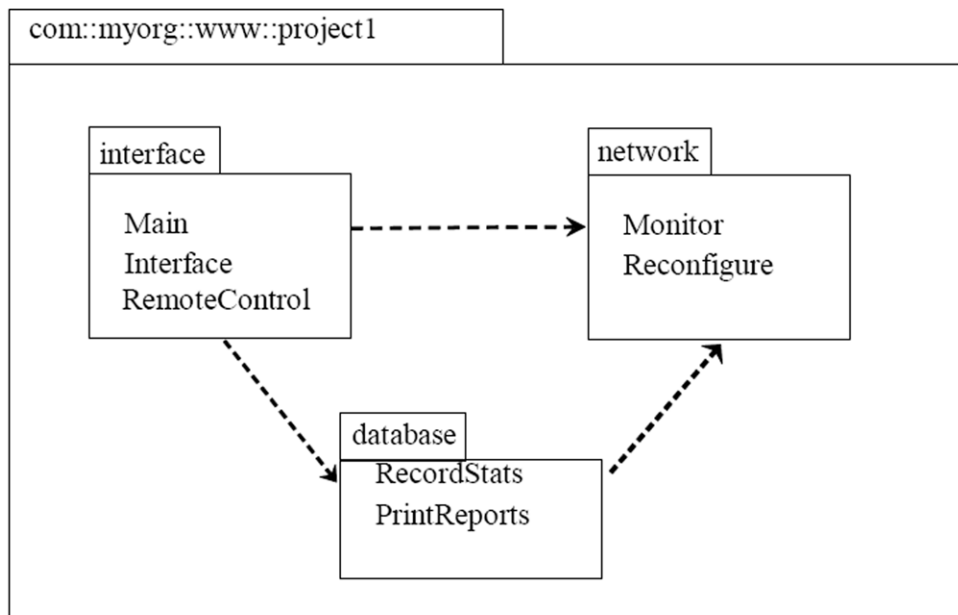 com::myorg::www::project1
interface
Main
Interface
RemoteControl
network
Monitor
Reconfigure
database
RecordStats
PrintReports